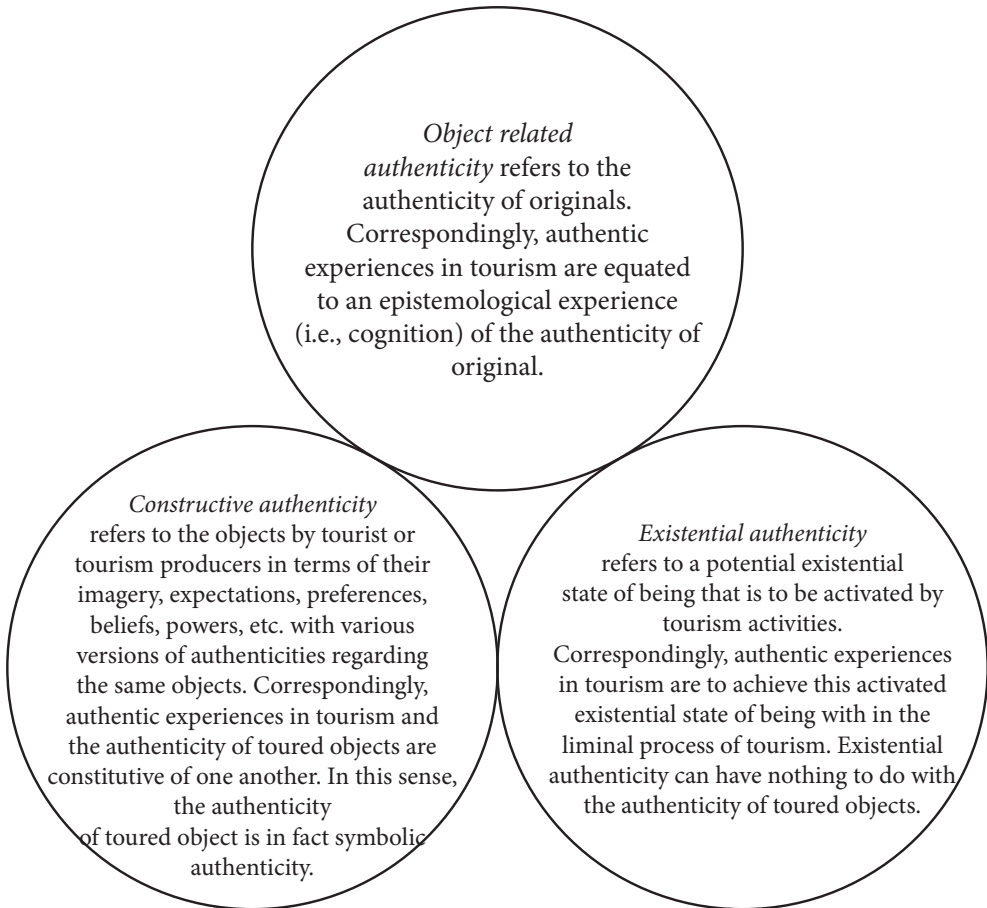 Object related
authenticity refers to the
authenticity of originals.
Correspondingly, authentic
experiences in tourism are equated
to an epistemological experience
(i.e., cognition) of the authenticity of
original.
Constructive authenticity
refers to the objects by tourist or
tourism producers in terms of their
imagery, expectations, preferences,
beliefs, powers, etc. with various
versions of authenticities regarding
the same objects. Correspondingly,
authentic experiences in tourism and
the authenticity of toured objects are
constitutive of one another. In this sense,
the authenticity
of toured object is in fact symbolic
authenticity.
Existential authenticity
refers to a potential existential
state of being that is to be activated by
tourism activities.
Correspondingly, authentic experiences
in tourism are to achieve this activated
existential state of being with in the
liminal process of tourism. Existential
authenticity can have nothing to do with
the authenticity of toured objects.